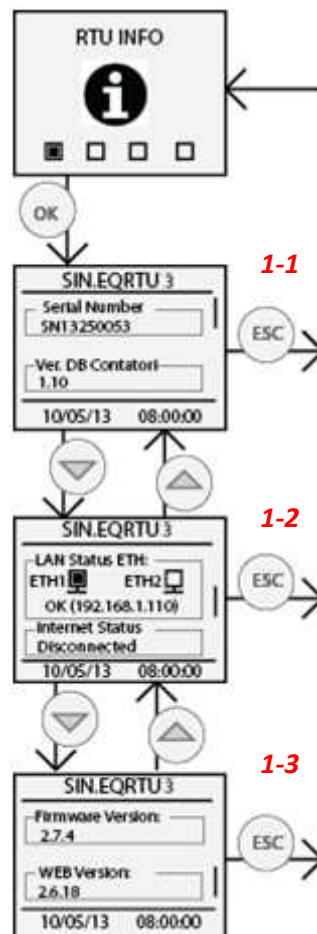 RTU INFO
i
OK
1-1
SIN.EQRTU 3
Serial Number
SN13250053
ESC
Ver. DB Contatori
1.10
10/05/13 08:00:00
1-2
SIN.EQRTU 3
LAN Status ETH:
ETH1 ETH2
ESC
OK (192.168.1.110)
Internet Status
Disconnected
10/05/13 08:00:00
1-3
SIN.EQRTU 3
Firmware Version:
2.7.4
ESC
WEB Version:
2.6.18
10/05/13 08:00:00